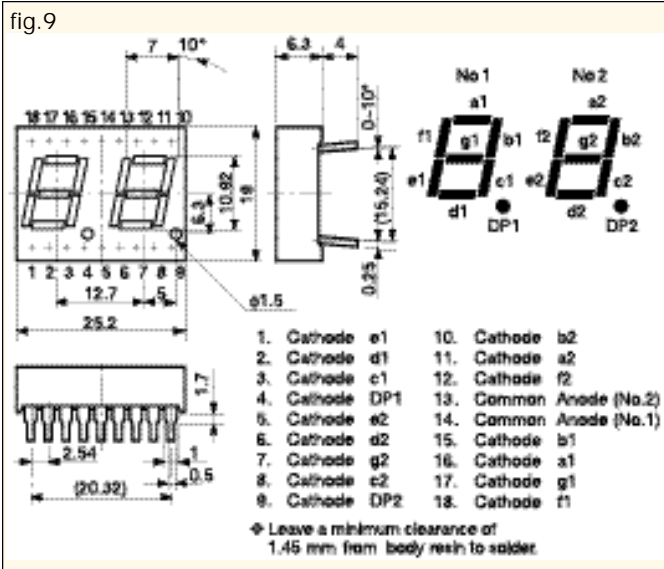 fig.9
7 10°
6.3 4
No 1 No 2
a1 a2
18 17 16 15 14 13 12 11 10
0–10°
f1 g1 b1 f2 g2 b2
6.3
10.92
19
(15.24)
e1 c1 e2 c2
d1 DP1 d2 DP2
0.25
1 2 3 4 5 6 7 8 9
12.7 5
ø1.5
25.2
1. Cathode e1
2. Cathode d1
3. Cathode c1
4. Cathode DP1
5. Cathode e2
6. Cathode d2
7. Cathode g2
8. Cathode c2
9. Cathode DP2
10. Cathode b2
11. Cathode a2
12. Cathode f2
13. Common Anode (No.2)
14. Common Anode (No.1)
15. Cathode b1
16. Cathode a1
17. Cathode g1
18. Cathode f1
1.7
2.54 1
0.5
(20.32)
❖ Leave a minimum clearance of
1.45 mm from body resin to solder.